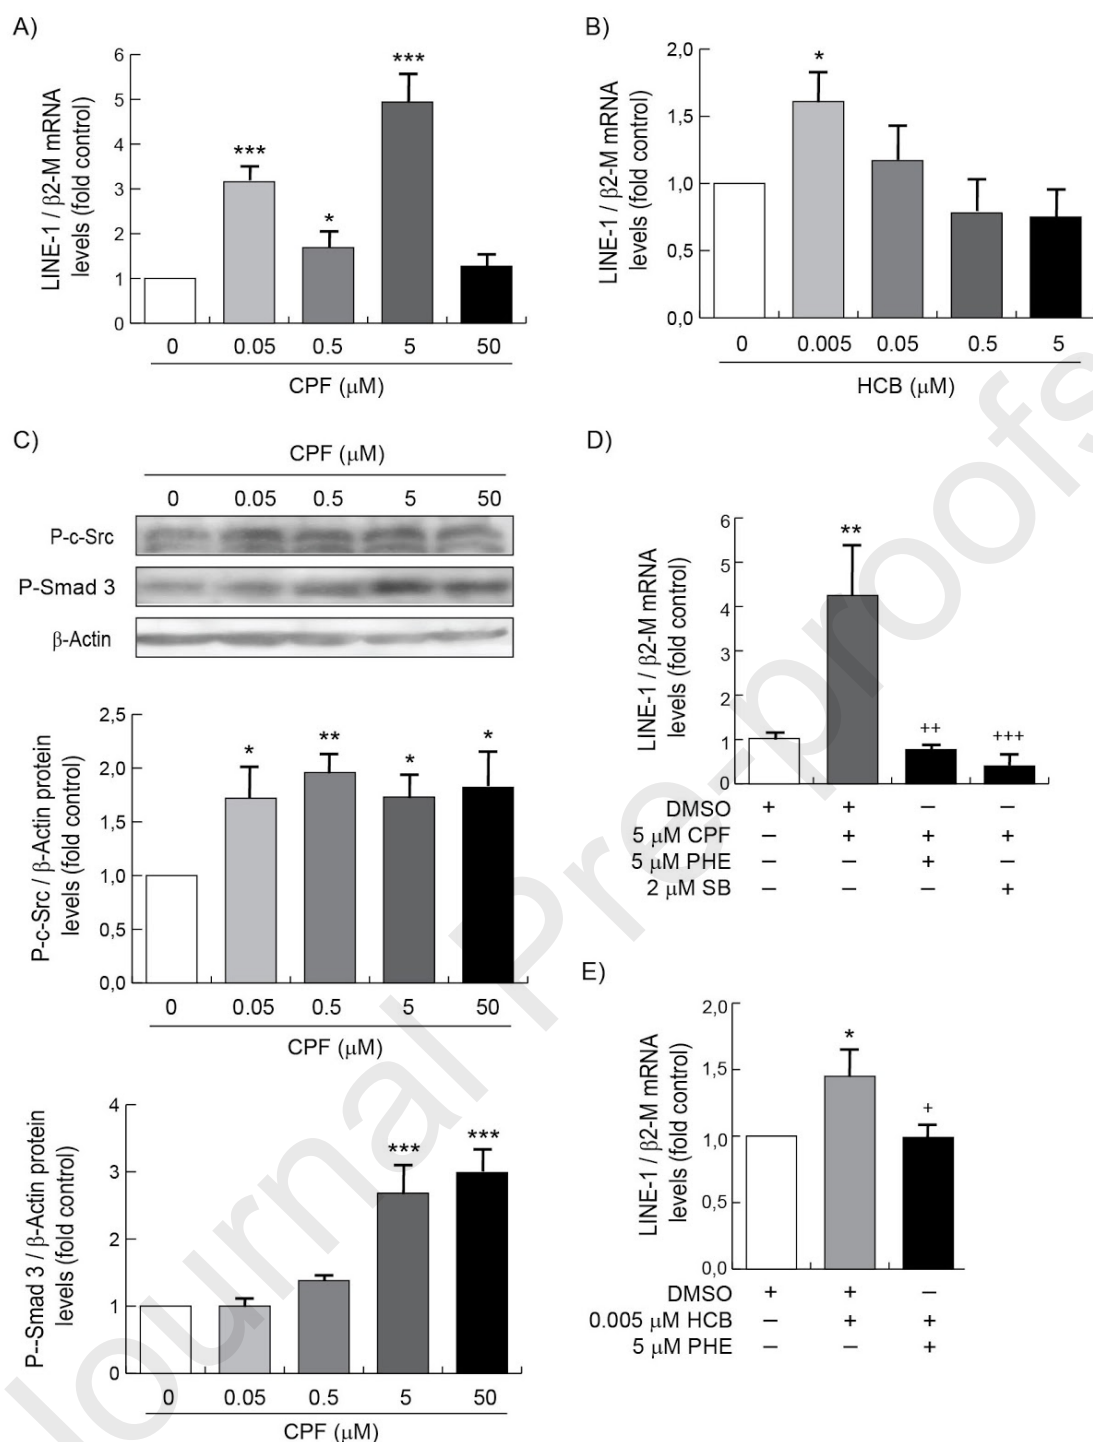 A)
LINE-1 / β2-M mRNA
levels (fold control)
6
5
4
3
2
1
0
***
*
***
0 0.05 0.5 5 50
CPF (μM)
B)
LINE-1 / β2-M mRNA
levels (fold control)
2,0
1,5
1,0
0,5
0,0
*
0 0.005 0.05 0.5 5
HCB (μM)
C)
CPF (μM)
0 0.05 0.5 5 50
P-c-Src
P-Smad 3
β-Actin
P-c-Src / β-Actin protein
levels (fold control)
2,5
2,0
1,5
1,0
0,5
0,0
* ** * *
0 0.05 0.5 5 50
CPF (μM)
P--Smad 3 / β-Actin protein
levels (fold control)
4
3
2
1
0
*** ***
0 0.05 0.5 5 50
CPF (μM)
D)
LINE-1 / β2-M mRNA
levels (fold control)
6
5
4
6
2
1
0
**
++
+++
DMSO + + – –
5 μM CPF – + + +
5 μM PHE – – + –
2 μM SB – – – +
E)
LINE-1 / β2-M mRNA
levels (fold control)
2,0
1,5
1,0
0,5
0,0
*
+
DMSO + + –
0.005 μM HCB – + +
5 μM PHE – – +
Journal Pre-proofs